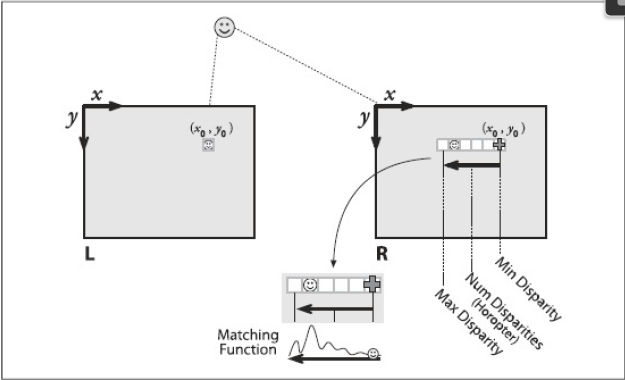 x
y
(x₀, y₀)
L
x
y
(x₀, y₀)
R
Min Disparity
Num Disparities
(Horopter)
Max Disparity
Matching
Function